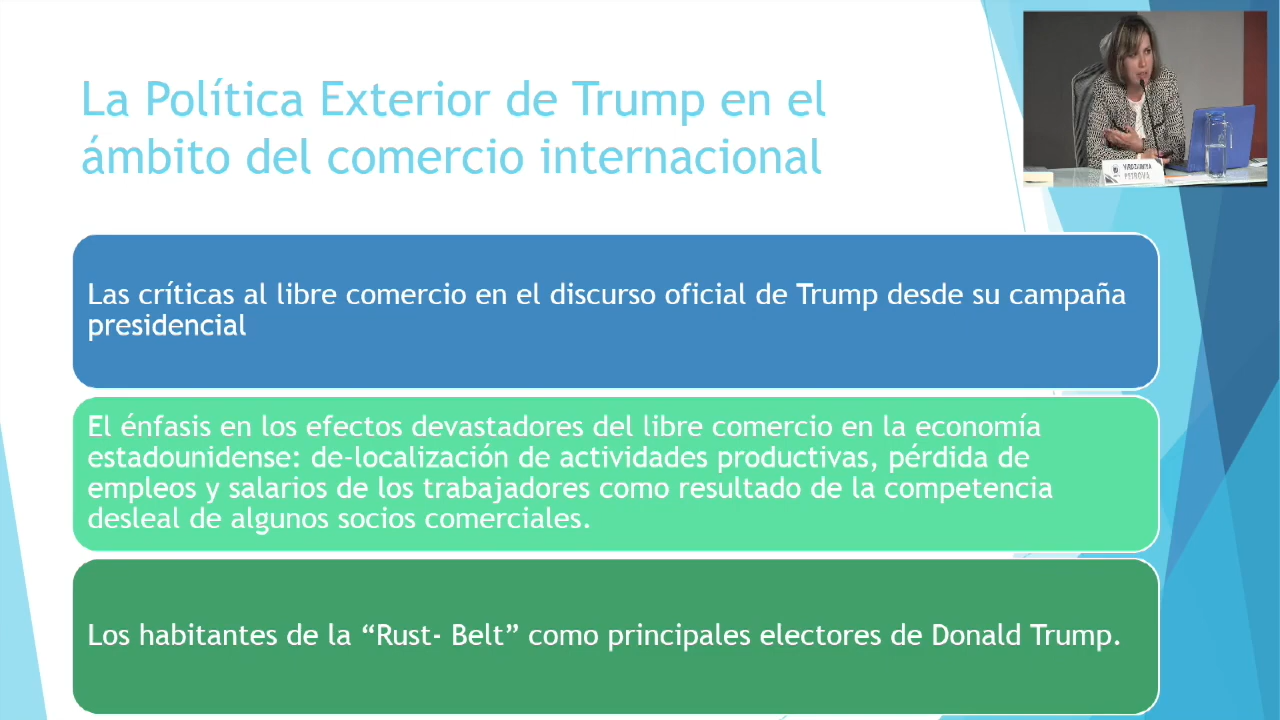 La Política Exterior de Trump en el
ámbito del comercio internacional
Las críticas al libre comercio en el discurso oficial de Trump desde su campaña
presidencial
El énfasis en los efectos devastadores del libre comercio en la economía
estadounidense: de-localización de actividades productivas, pérdida de
empleos y salarios de los trabajadores como resultado de la competencia
desleal de algunos socios comerciales.
Los habitantes de la “Rust- Belt” como principales electores de Donald Trump.
PETROVA